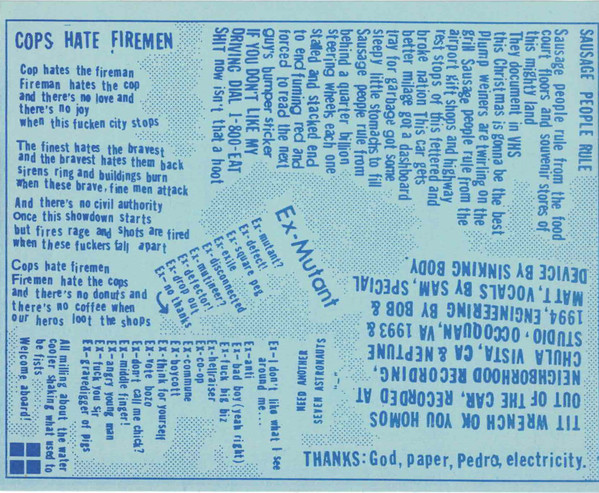 COPS HATE FIREMEN
Cop hates the fireman
Fireman hates the cop
and there's no love and
there's no joy
when this fucken city stops
The finest hates the bravest
and the bravest hates them back
Sirens ring and buildings burn
when these brave, fine men attack
And there's no civil authority
Once this showdown starts
but fires rage and shots are fired
when these fuckers fall apart
Cops hate firemen
Firemen hate the cops
and there's no donuts and
there's no coffee when
our heros loot the shops
SAUSAGE PEOPLE RULE
Sausage people rule from the food
court floors and souvenir stores of
this mighty land
They document in VHS
this Christmas is gonna be the best
Plump weiners are twirling on the
grill Sausage people rule from the
airport gift shops and highway
rest stops of this fettered and
broke nation This car gets
better milage got a dashboard
tray for garbage got some
sleepy little stomachs to fill
Sausage people rule from
behind a quarter billion
steering wheels each one
stalled and stacked end
to end fuming red and
forced to read the next
guy's bumper sticker
IF YOU DON'T LIKE MY
DRIVING DIAL 1-800-EAT
SHIT now isn't that a hoot
Ex-Mutant
Ex-mutant?
Ex-defect!
Ex-square peg
Ex-exile
Ex-disconnected
Ex-mutineer?
Ex-defector!
Ex-drop out
Ex-no thanks
Ex-anti
Ex-I don't like what I see
around me...
Ex-bad boy (yeah right)
Ex-fuck big biz
Ex-hellraiser
Ex-co-op
Ex-commune
Ex-boycott
Ex-think for yourself
bozo
Ex-don't call me chick?
Ex-middle finger!
Ex-angry young man
Ex-fuck you Sir
Ex-gravedigger of pigs
All milling about the water
cooler shaking what used to
be fists
Welcome aboard!
NEED ANOTHER
SEVEN ASTRONAUTS
TIT WRENCH OK YOU HOMOS
OUT OF THE CAR, RECORDED AT
NEIGHBORHOOD RECORDING,
CHULA VISTA, CA & NEPTUNE
STUDIO, OCCOQUAN, VA 1993 &
1994, ENGINEERING BY BOB &
MATT, VOCALS BY SAM, SPECIAL
DEVICE BY SINKING BODY.
THANKS: God, paper, Pedro, electricity.